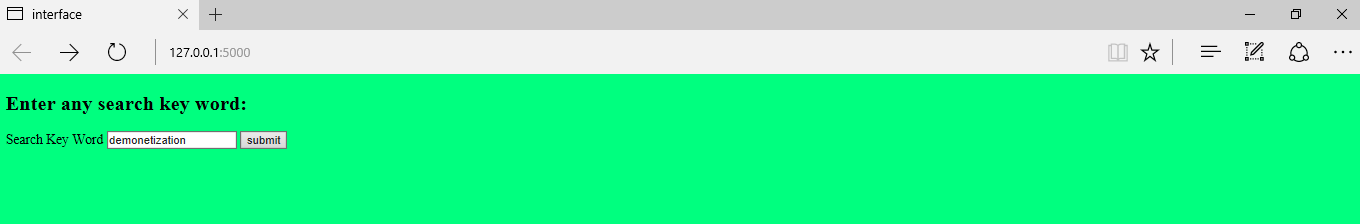 interface
127.0.0.1:5000
Enter any search key word:
Search Key Word demonetization submit